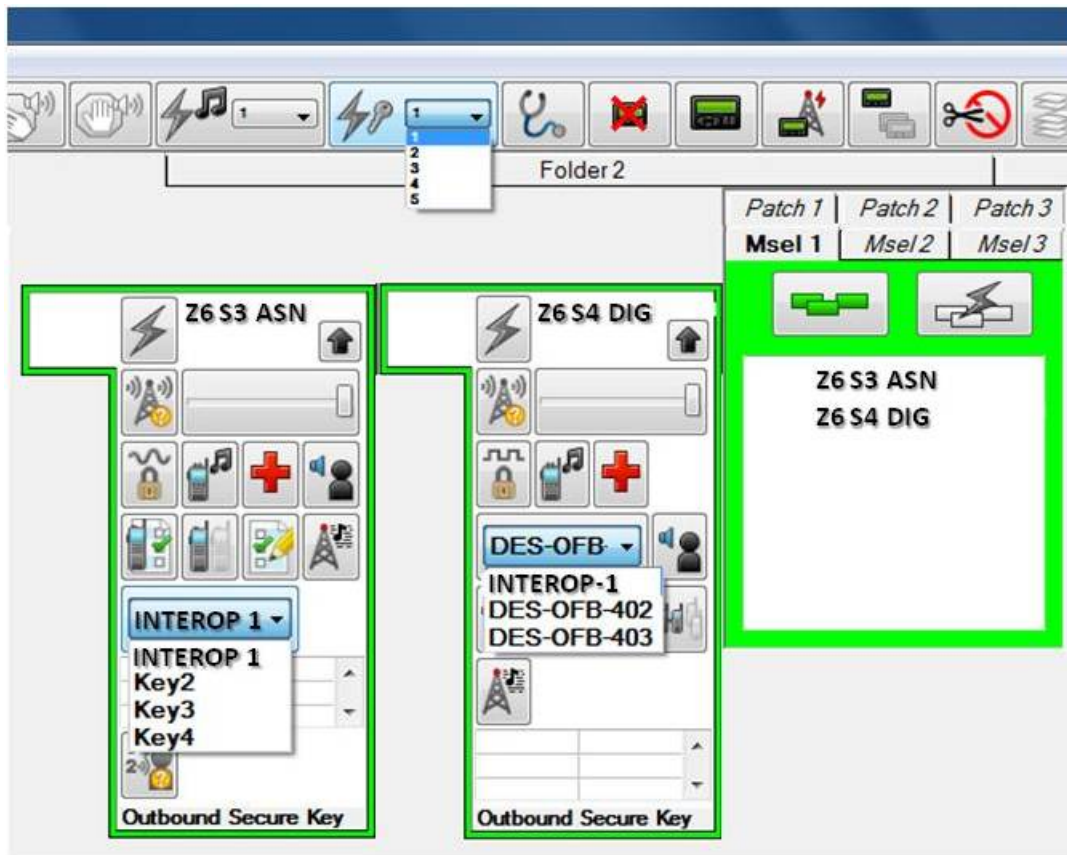 1
1
1
2
3
4
5
Folder 2
Patch 1 Patch 2 Patch 3
Msel 1 Msel 2 Msel 3
Z6 S3 ASN
Z6 S4 DIG
Z6 S3 ASN
Z6 S4 DIG
DES-OFB-
INTEROP-1
DES-OFB-402
DES-OFB-403
INTEROP 1
INTEROP 1
Key2
Key3
Key4
2
Outbound Secure Key
Outbound Secure Key